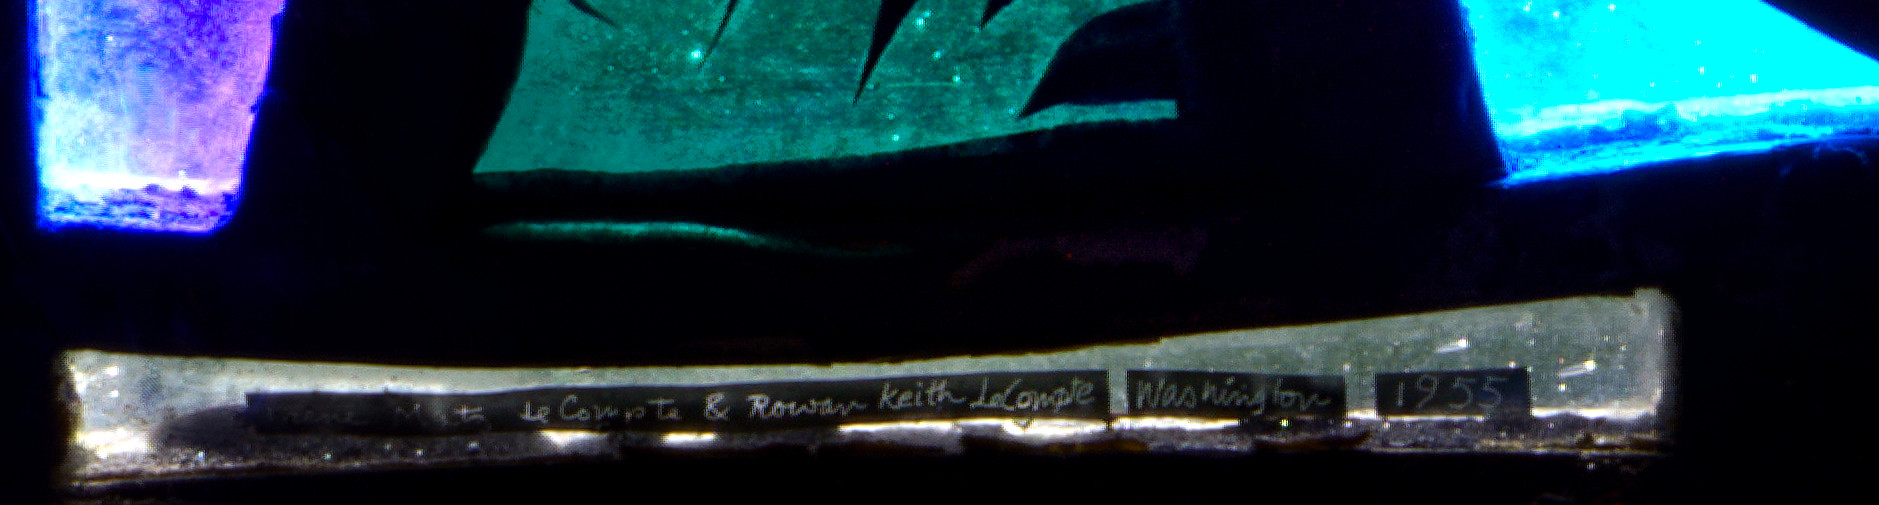 Le Compte & Rowan Keith LeCompte Washington 1955